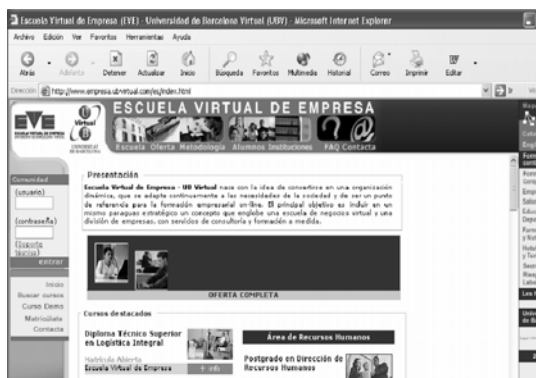 Escuela Virtual de Empresa (EVE) - Universidad de Barcelona Virtual (UBV) - Microsoft Internet Explorer
Archivo Edición Ver Favoritos Herramientas Ayuda
Atrás Adelante Detener Actualizar Inicio Búsqueda Favoritos Multimedia Historial Correo Imprimir Editar
Dirección http://www.empresa.ubvirtual.com/es/index.html Ir
ESCUELA VIRTUAL DE EMPRESA
EVE
Virtual
Escuela Oferta Metodología Alumnos Instituciones FAQ Contacta
Comunidad
(usuario)
(contraseña)
(Soporte
técnico)
entrar
Inicio
Buscar cursos
Curso Demo
Matricúlate
Contacta
Presentación
Escuela Virtual de Empresa - UB Virtual nace con la idea de convertirse en una organización
dinámica, que se adapte continuamente a las necesidades de la sociedad y de ser un punto
de referencia para la formación empresarial on-line. El principal objetivo es incluir en un
mismo paraguas estratégico un concepto que englobe una escuela de negocios virtual y una
división de empresas, con servicios de consultoría y formación a medida.
OFERTA COMPLETA
Cursos destacados
Diploma Técnico Superior
en Logística Integral
Matrícula Abierta
Escuela Virtual de Empresa + info
Área de Recursos Humanos
Postgrado en Dirección de
Recursos Humanos